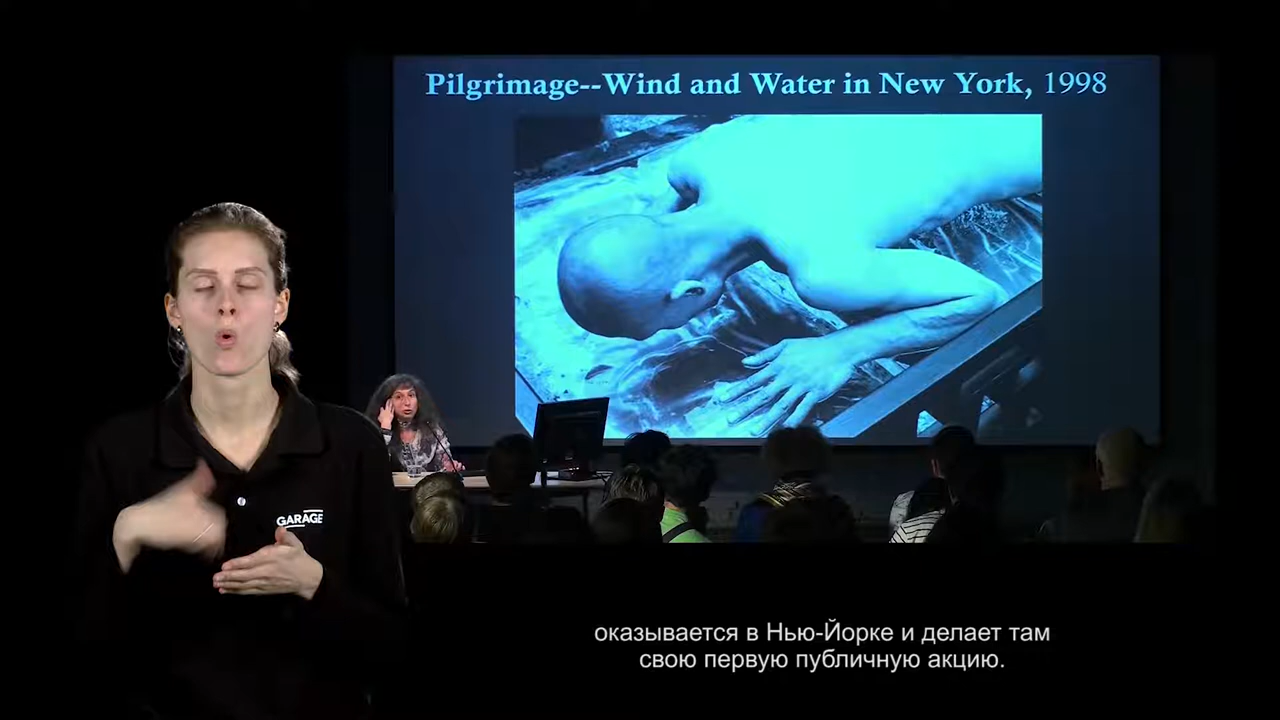 Pilgrimage--Wind and Water in New York, 1998
GARAGE
оказывается в Нью-Йорке и делает там
свою первую публичную акцию.